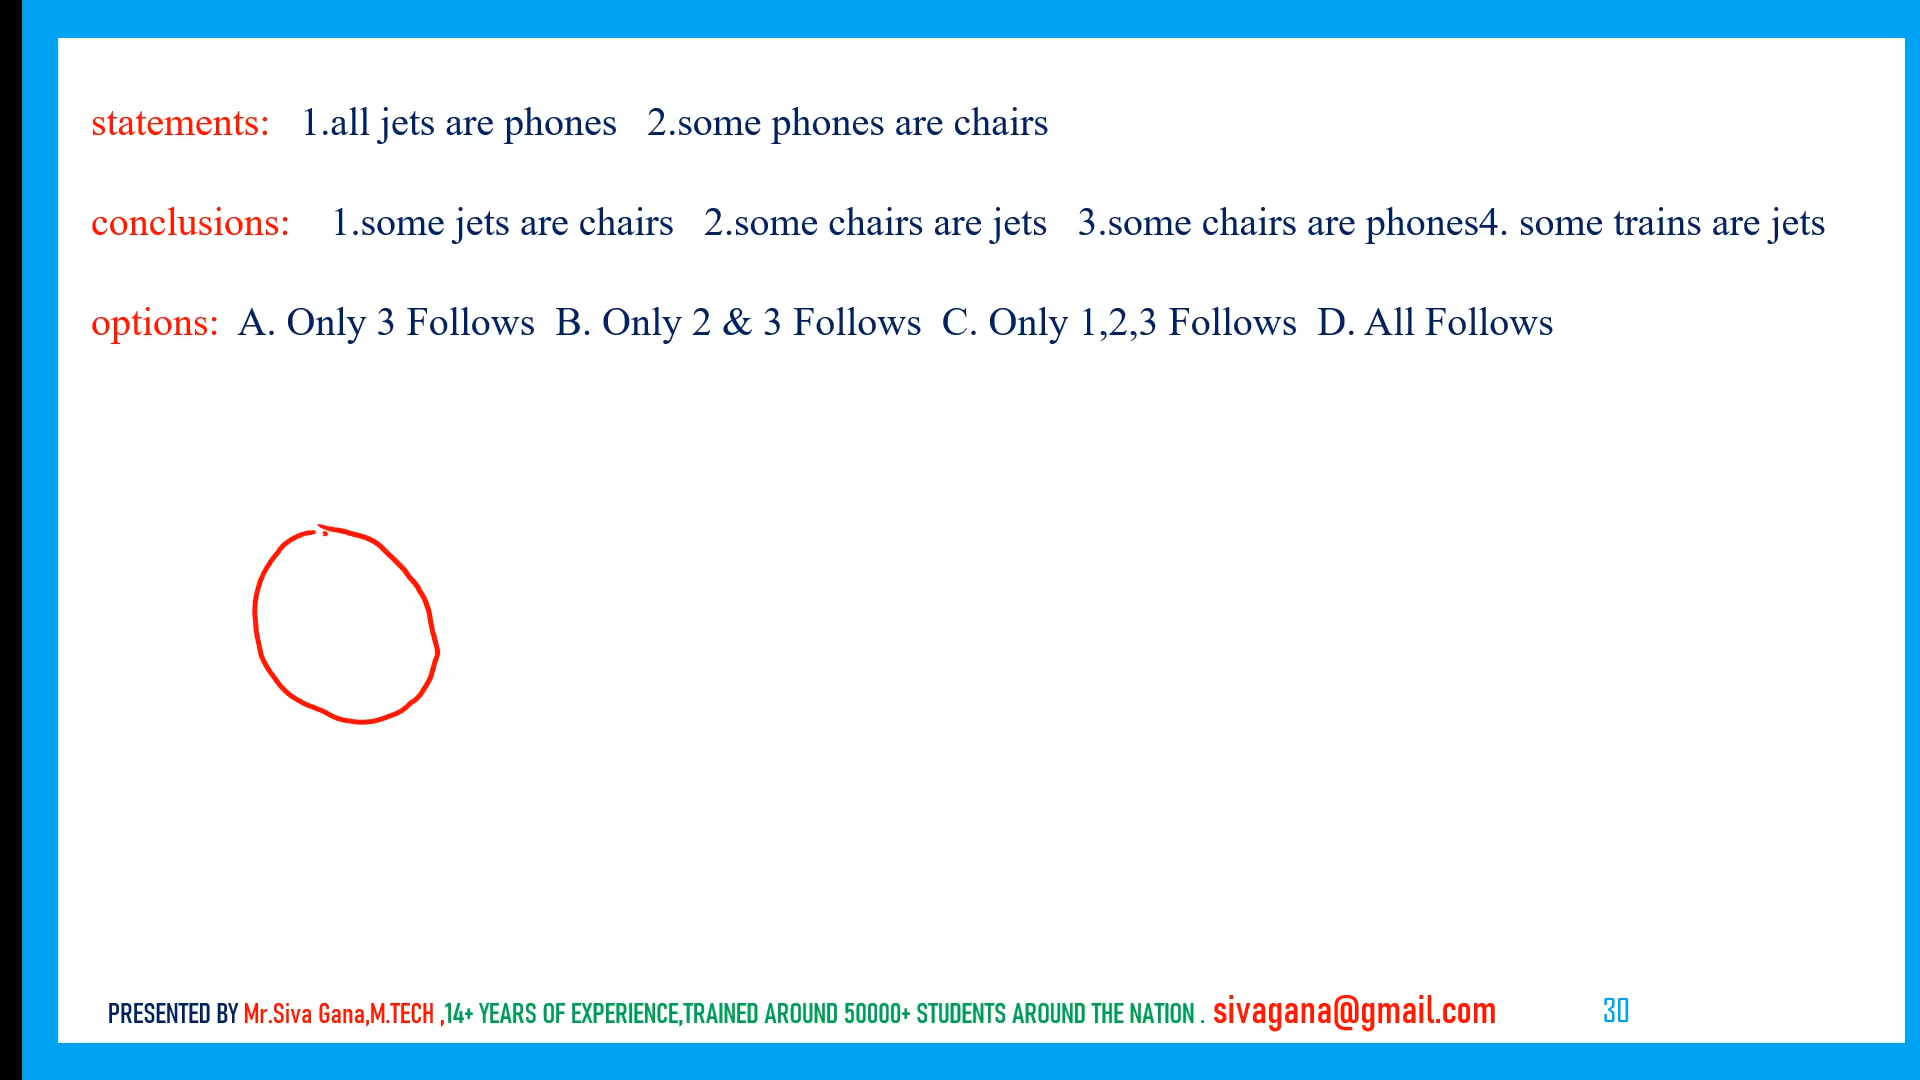 statements: 1.all jets are phones 2.some phones are chairs
conclusions: 1.some jets are chairs 2.some chairs are jets 3.some chairs are phones4. some trains are jets
options: A. Only 3 Follows B. Only 2 & 3 Follows C. Only 1,2,3 Follows D. All Follows
PRESENTED BY Mr.Siva Gana,M.TECH ,14+ YEARS OF EXPERIENCE,TRAINED AROUND 50000+ STUDENTS AROUND THE NATION . sivagana@gmail.com 30